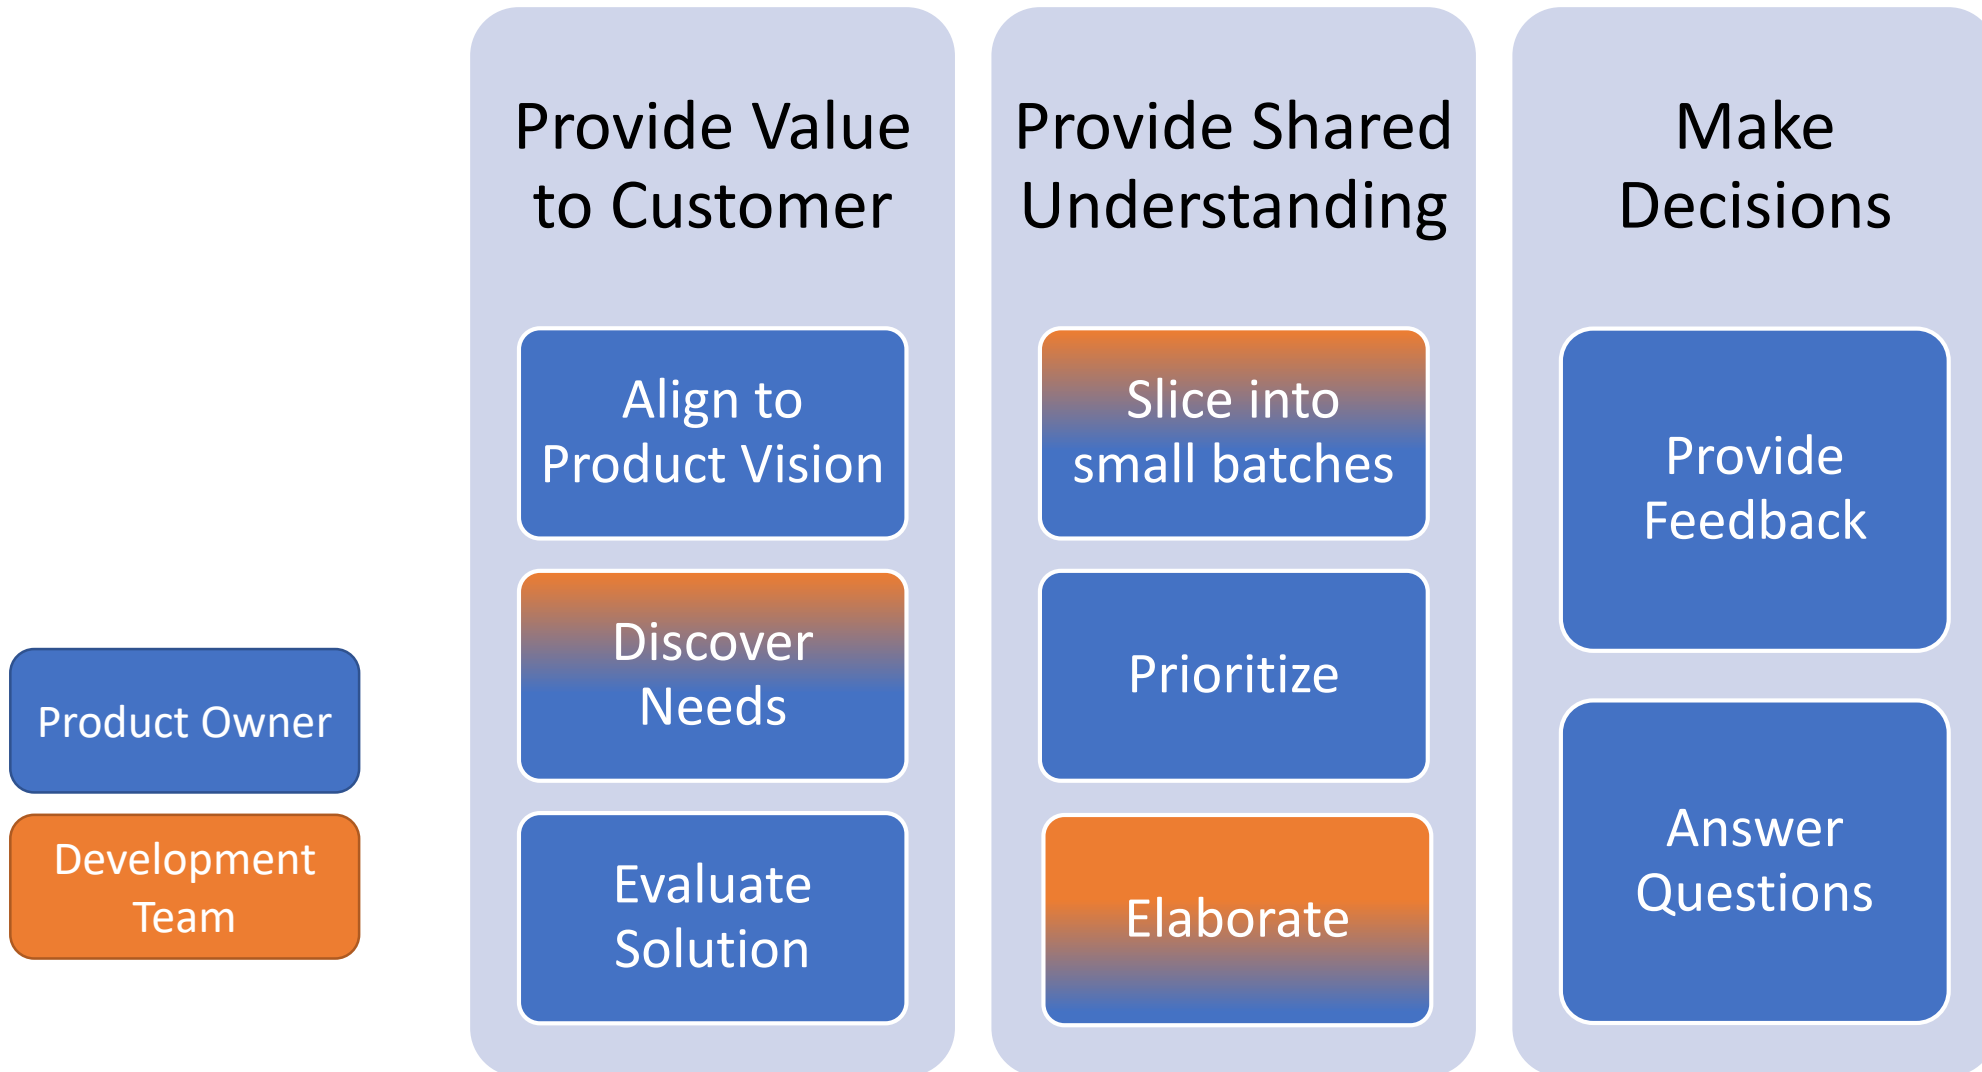 Provide Value
to Customer
Align to
Product Vision
Discover
Needs
Evaluate
Solution
Provide Shared
Understanding
Slice into
small batches
Prioritize
Elaborate
Make
Decisions
Provide
Feedback
Answer
Questions
Product Owner
Development
Team